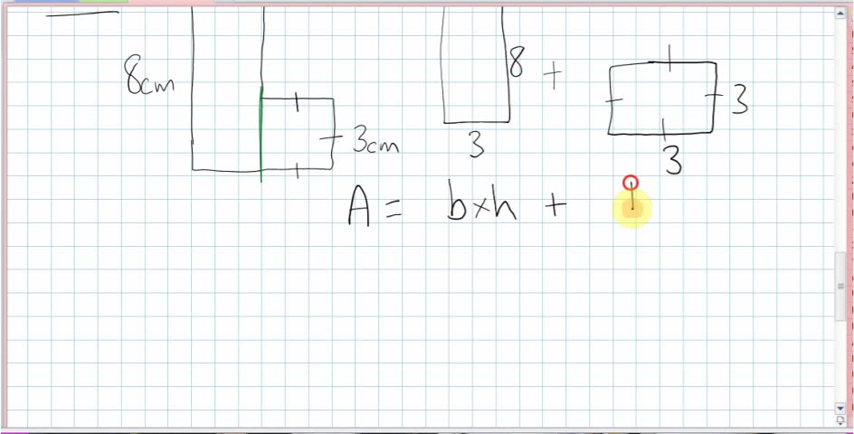 8cm
8 +
3
3cm
3
3
A = b×h +